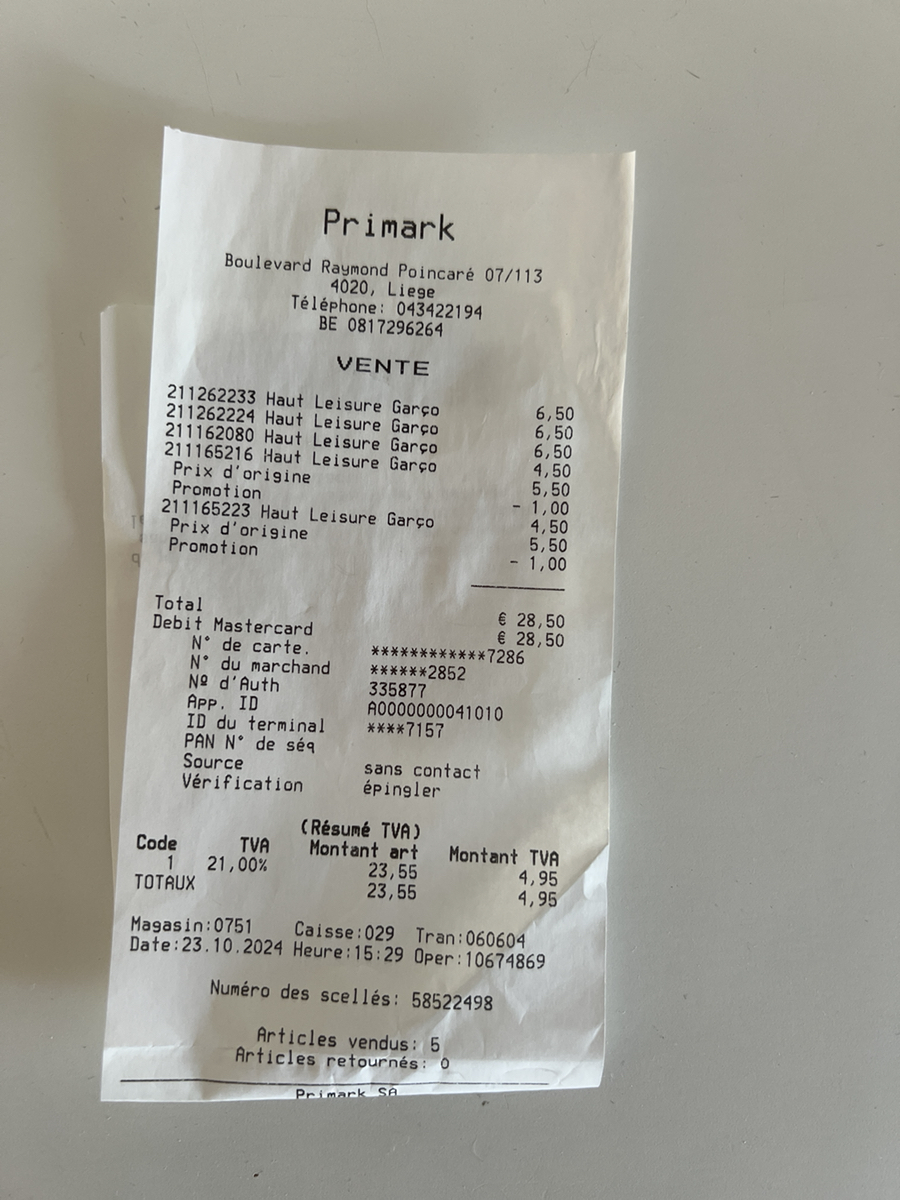 Primark
Boulevard Raymond Poincaré 07/113
4020, Liege
Téléphone: 043422194
BE 0817296264
VENTE
211262233 Haut Leisure Garço 6,50
211262224 Haut Leisure Garço 6,50
211162080 Haut Leisure Garço 6,50
211165216 Haut Leisure Garço 4,50
Prix d'origine 5,50
Promotion - 1,00
211165223 Haut Leisure Garço 4,50
Prix d'origine 5,50
Promotion - 1,00
Total € 28,50
Debit Mastercard € 28,50
N° de carte. ************7286
N° du marchand ******2852
Nº d'Auth 335877
App. ID A0000000041010
ID du terminal ****7157
PAN N° de séq
Source sans contact
Vérification épingler
(Résumé TVA)
Code TVA Montant art Montant TVA
1 21,00% 23,55 4,95
TOTAUX 23,55 4,95
Magasin:0751 Caisse:029 Tran:060604
Date:23.10.2024 Heure:15:29 Oper:10674869
Numéro des scellés: 58522498
Articles vendus: 5
Articles retournés: 0
Primark SA